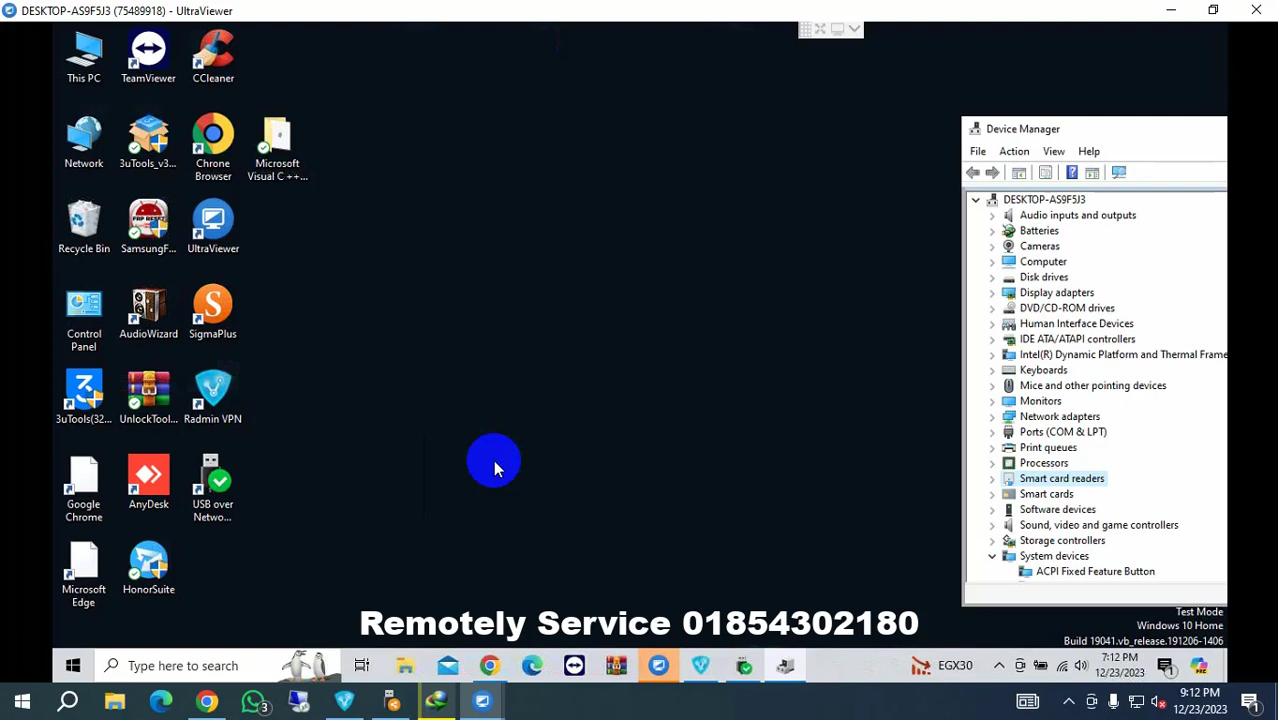 DESKTOP-AS9F5J3 (75489918) - UltraViewer
This PC
TeamViewer
CCleaner
Network
3uTools_v3...
Chrome
Browser
Microsoft
Visual C ++...
Recycle Bin
FRP RESET
SamsungF...
UltraViewer
Control
Panel
AudioWizard
SigmaPlus
3uTools(32...
UnlockTool...
Radmin VPN
Google
Chrome
AnyDesk
USB over
Netwo...
Microsoft
Edge
HonorSuite
Device Manager
File Action View Help
DESKTOP-AS9F5J3
Audio inputs and outputs
Batteries
Cameras
Computer
Disk drives
Display adapters
DVD/CD-ROM drives
Human Interface Devices
IDE ATA/ATAPI controllers
Intel(R) Dynamic Platform and Thermal Frame
Keyboards
Mice and other pointing devices
Monitors
Network adapters
Ports (COM & LPT)
Print queues
Processors
Smart card readers
Smart cards
Software devices
Sound, video and game controllers
Storage controllers
System devices
ACPI Fixed Feature Button
Remotely Service 01854302180
Test Mode
Windows 10 Home
Build 19041.vb_release.191206-1406
Type here to search
EGX30
7:12 PM
12/23/2023
1
3
9:12 PM
12/23/2023
1